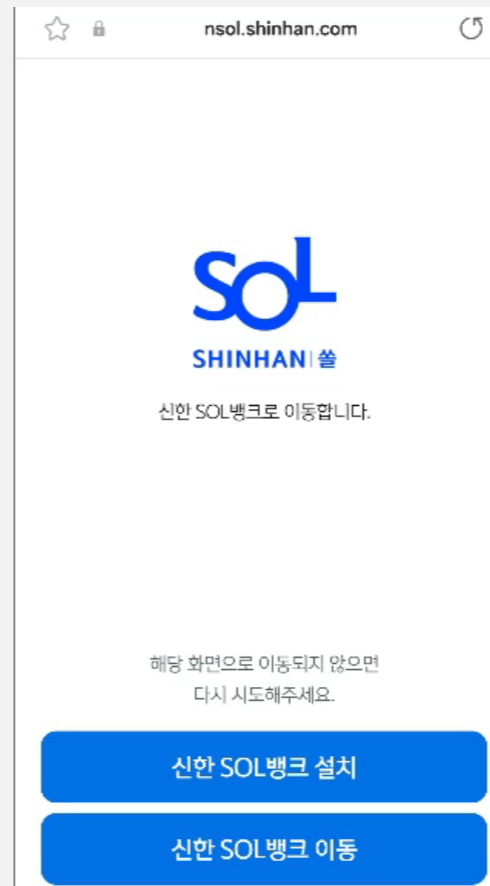 nsol.shinhan.com
SOL
SHINHAN 쏠
신한 SOL뱅크로 이동합니다.
해당 화면으로 이동되지 않으면
다시 시도해주세요.
신한 SOL뱅크 설치
신한 SOL뱅크 이동